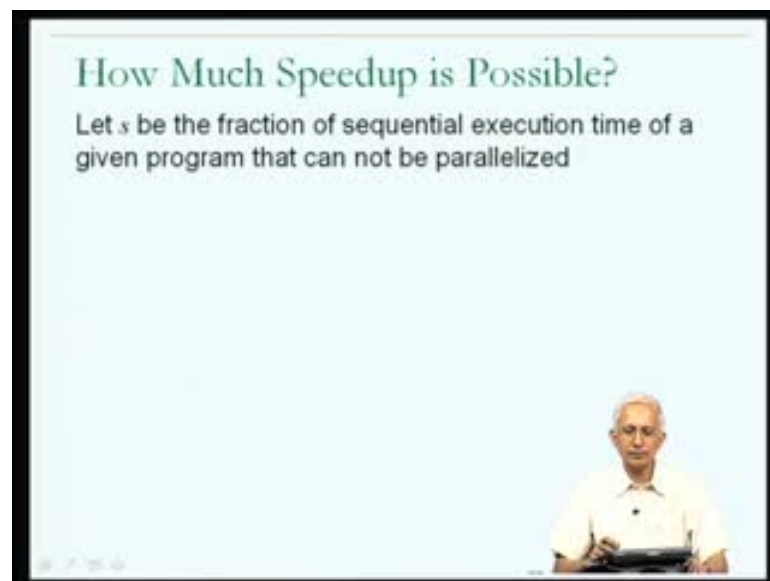 How Much Speedup is Possible?
Let s be the fraction of sequential execution time of a
given program that can not be parallelized